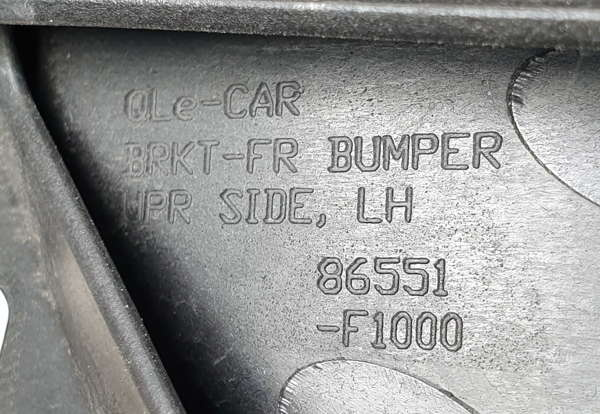 QLe-CAR
BRKT-FR BUMPER
UPR SIDE, LH
86551
-F1000